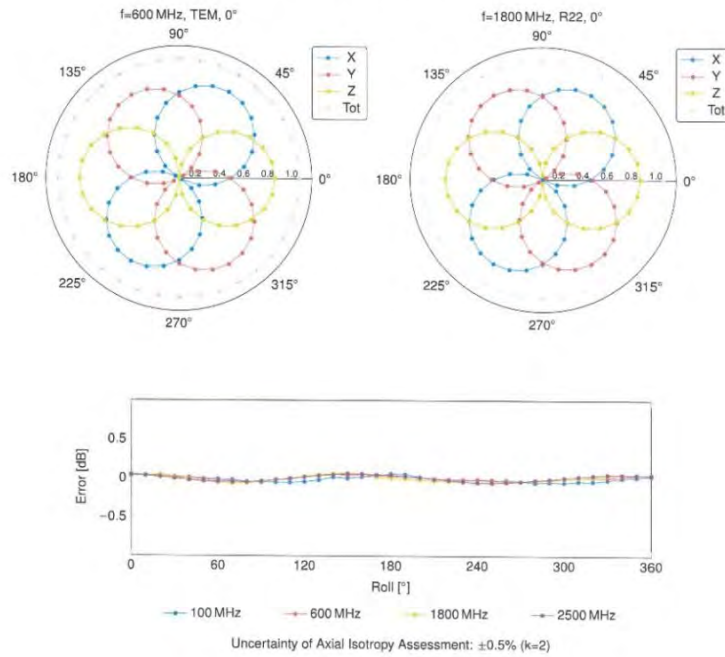 f=600 MHz, TEM, 0°
90°
135°
45°
180°
0.2 0.4 0.6 0.8 1.0
0°
225°
315°
270°
X
Y
Z
Tot
f=1800 MHz, R22, 0°
90°
135°
45°
180°
0.2 0.4 0.6 0.8 1.0
0°
225°
315°
270°
X
Y
Z
Tot
Error [dB]
0.5
0
−0.5
0 60 120 180 240 300 360
Roll [°]
100 MHz 600 MHz 1800 MHz 2500 MHz
Uncertainty of Axial Isotropy Assessment: ±0.5% (k=2)